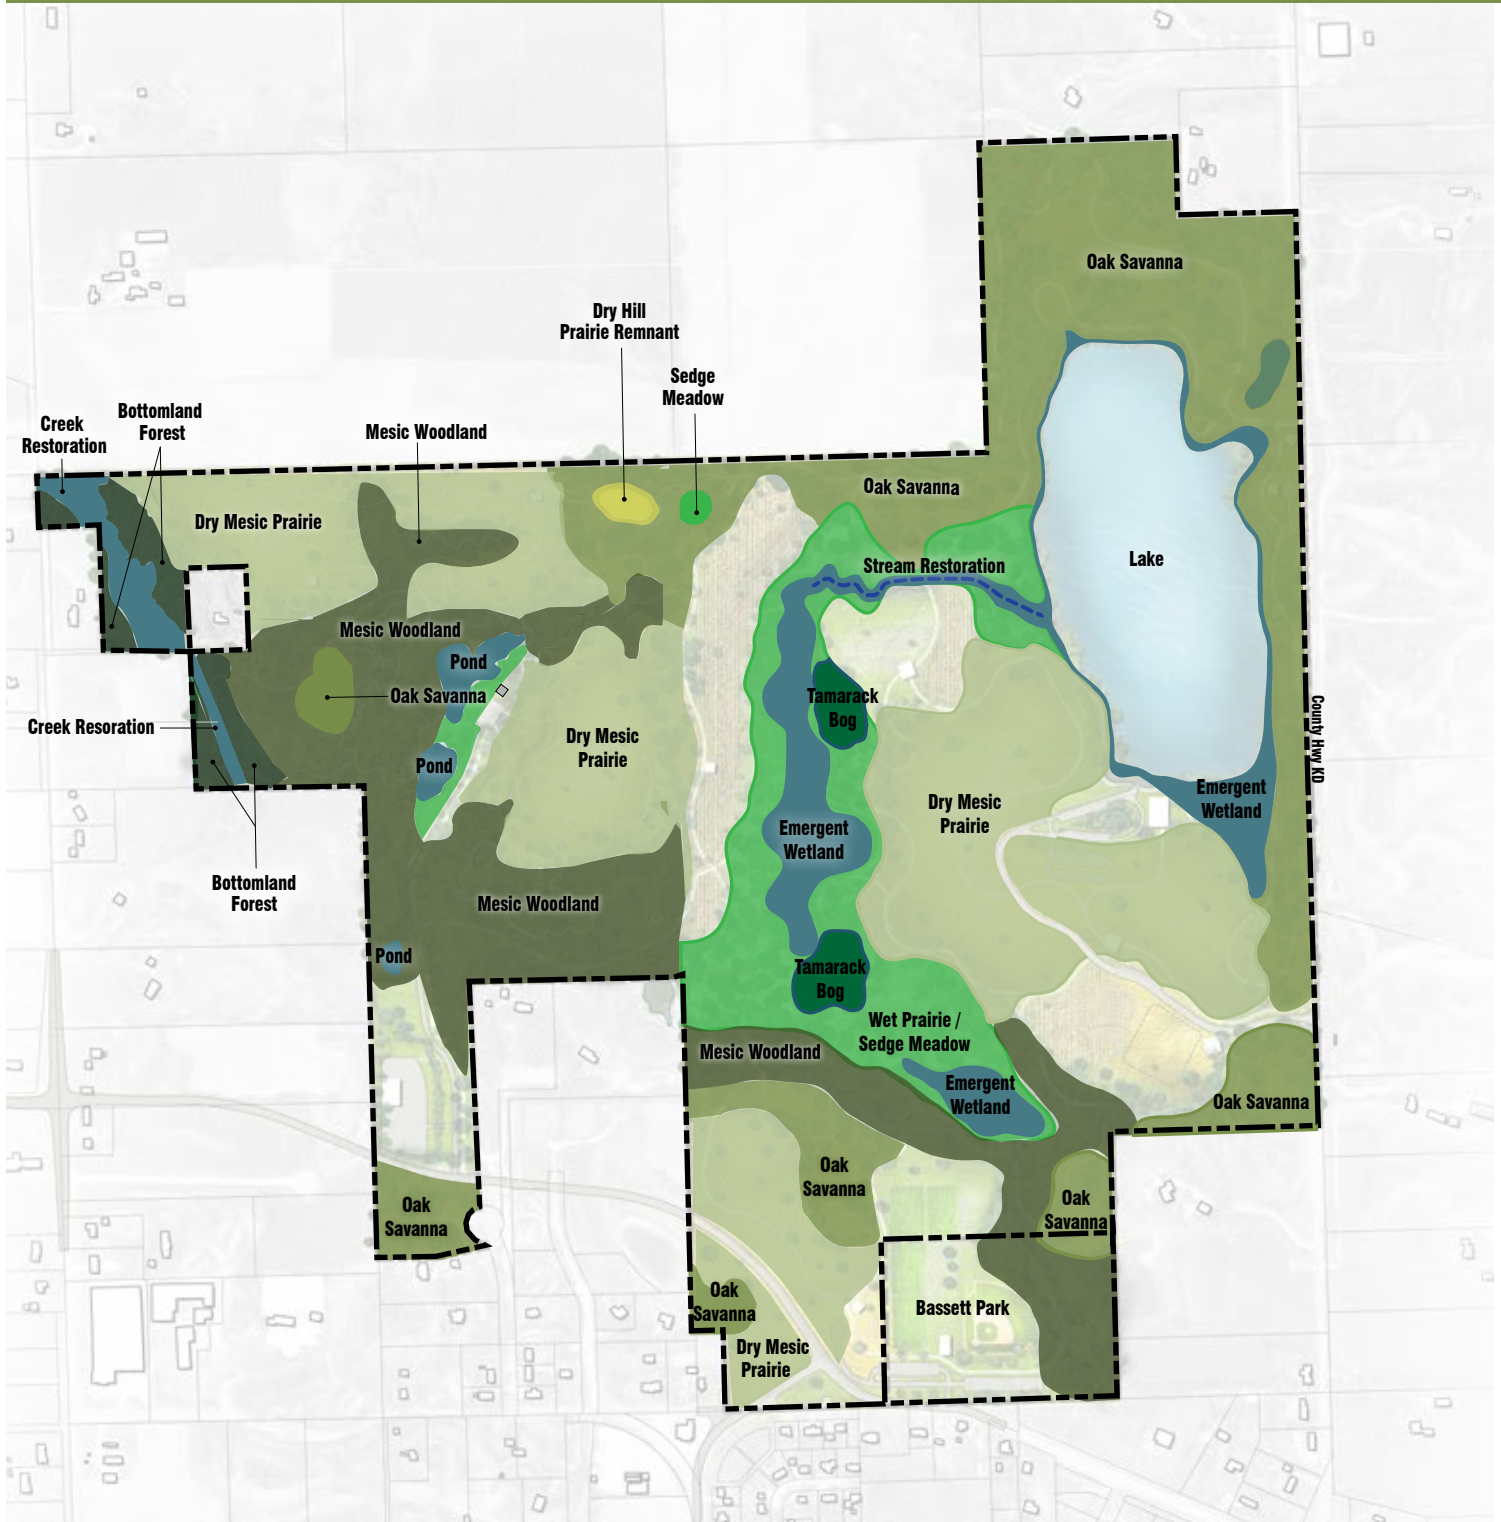 Oak Savanna
Dry Hill
Prairie Remnant
Sedge
Meadow
Bottomland
Forest
Creek
Restoration
Mesic Woodland
Oak Savanna
Dry Mesic Prairie
Stream Restoration
Lake
Mesic Woodland
Pond
Oak Savanna
Tamarack
Bog
Creek Resoration
Dry Mesic
Prairie
County Hwy KD
Pond
Emergent
Wetland
Dry Mesic
Prairie
Emergent
Wetland
Bottomland
Forest
Mesic Woodland
Pond
Tamarack
Bog
Wet Prairie /
Sedge Meadow
Mesic Woodland
Emergent
Wetland
Oak Savanna
Oak
Savanna
Oak
Savanna
Oak
Savanna
Oak
Savanna
Bassett Park
Dry Mesic
Prairie